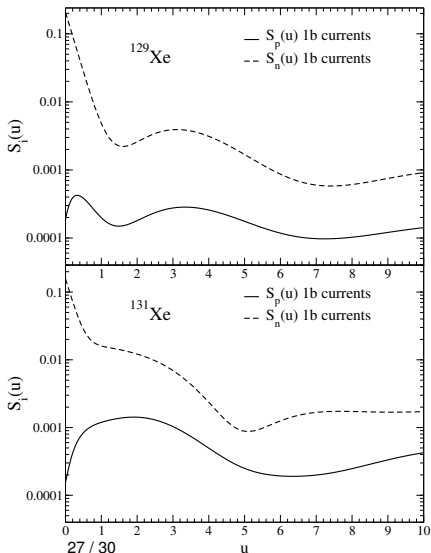 0.1
0.01
0.001
0.0001
S_i(u)
^129Xe
S_p(u) 1b currents
S_n(u) 1b currents
1 2 3 4 5 6 7 8 9
0.1
0.01
0.001
0.0001
S_i(u)
^131Xe
S_p(u) 1b currents
S_n(u) 1b currents
0 1 2 3 4 5 6 7 8 9 10
27 / 30
u